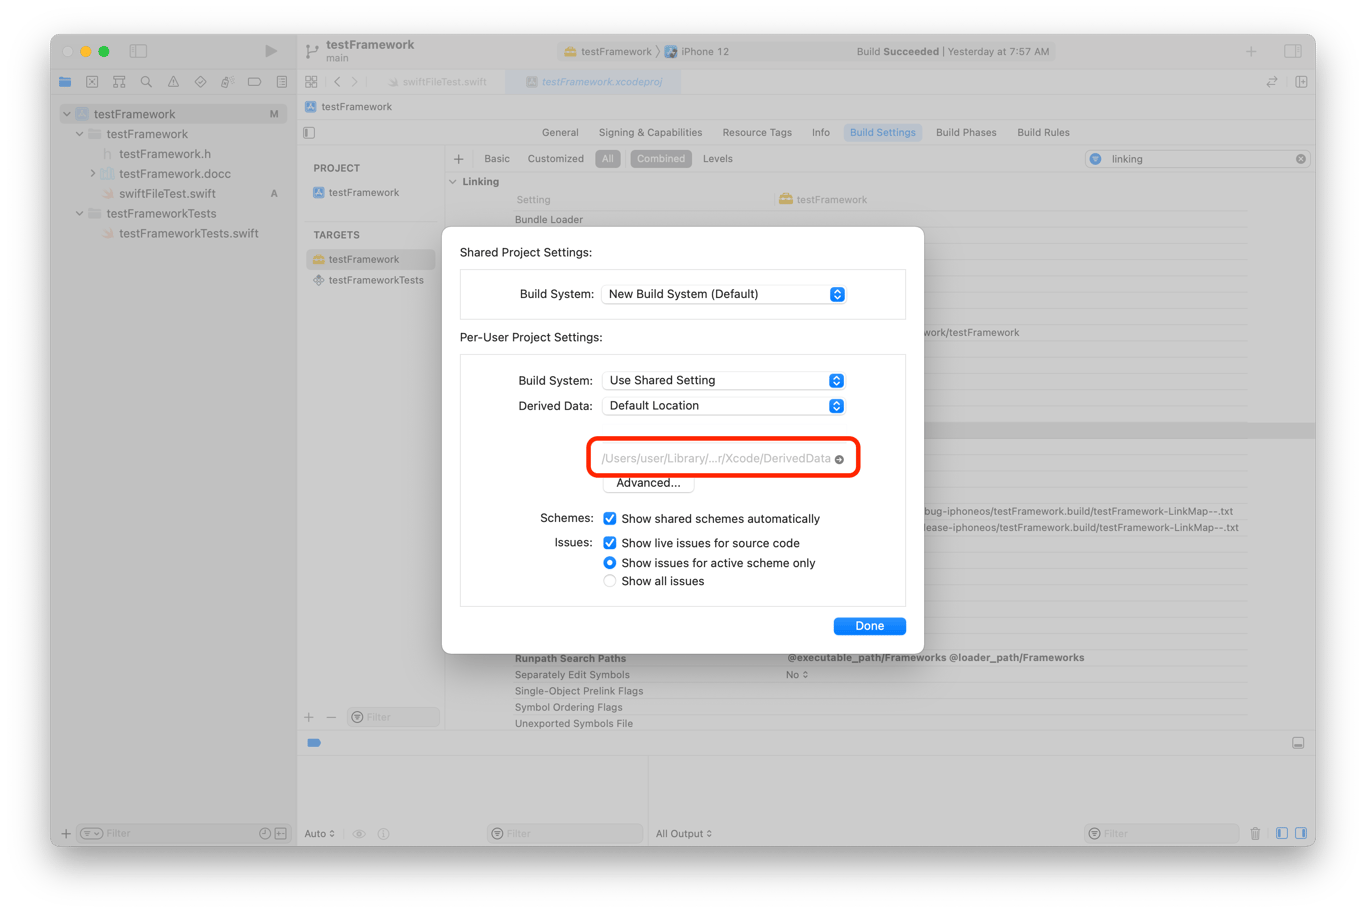 testFramework
main
testFramework 〉 iPhone 12
Build Succeeded | Yesterday at 7:57 AM
swiftFileTest.swift
testFramework.xcodeproj
testFramework M
testFramework
testFramework
testFramework.h
testFramework.docc
swiftFileTest.swift A
testFrameworkTests
testFrameworkTests.swift
General Signing & Capabilities Resource Tags Info Build Settings Build Phases Build Rules
PROJECT
testFramework
TARGETS
testFramework
testFrameworkTests
Basic Customized All Combined Levels
linking
Linking
Setting testFramework
Bundle Loader
work/testFramework
bug-iphoneos/testFramework.build/testFramework-LinkMap--.txt
lease-iphoneos/testFramework.build/testFramework-LinkMap--.txt
Shared Project Settings:
Build System: New Build System (Default)
Per-User Project Settings:
Build System: Use Shared Setting
Derived Data: Default Location
/Users/user/Library/...r/Xcode/DerivedData
Advanced...
Schemes: Show shared schemes automatically
Issues: Show live issues for source code
Show issues for active scheme only
Show all issues
Done
Runpath Search Paths @executable_path/Frameworks @loader_path/Frameworks
Separately Edit Symbols No
Single-Object Prelink Flags
Symbol Ordering Flags
Unexported Symbols File
Filter
Filter
Auto
Filter
All Output
Filter